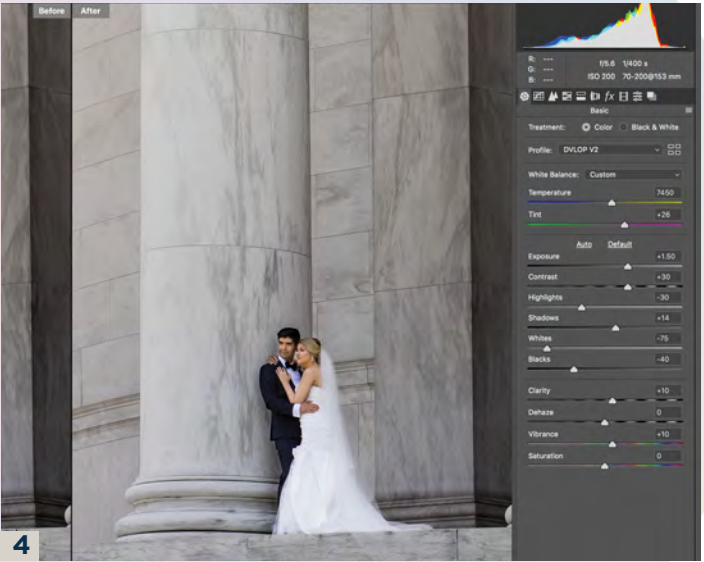 Before After
R: ---
G: ---
B: ---
f/5.6 1/400 s
ISO 200 70-200@153 mm
fx
Basic
Treatment: Color Black & White
Profile: DVLOP V2
White Balance: Custom
Temperature 7450
Tint +26
Auto Default
Exposure +1.50
Contrast +30
Highlights -30
Shadows +14
Whites -75
Blacks -40
Clarity +10
Dehaze 0
Vibrance +10
Saturation 0
4